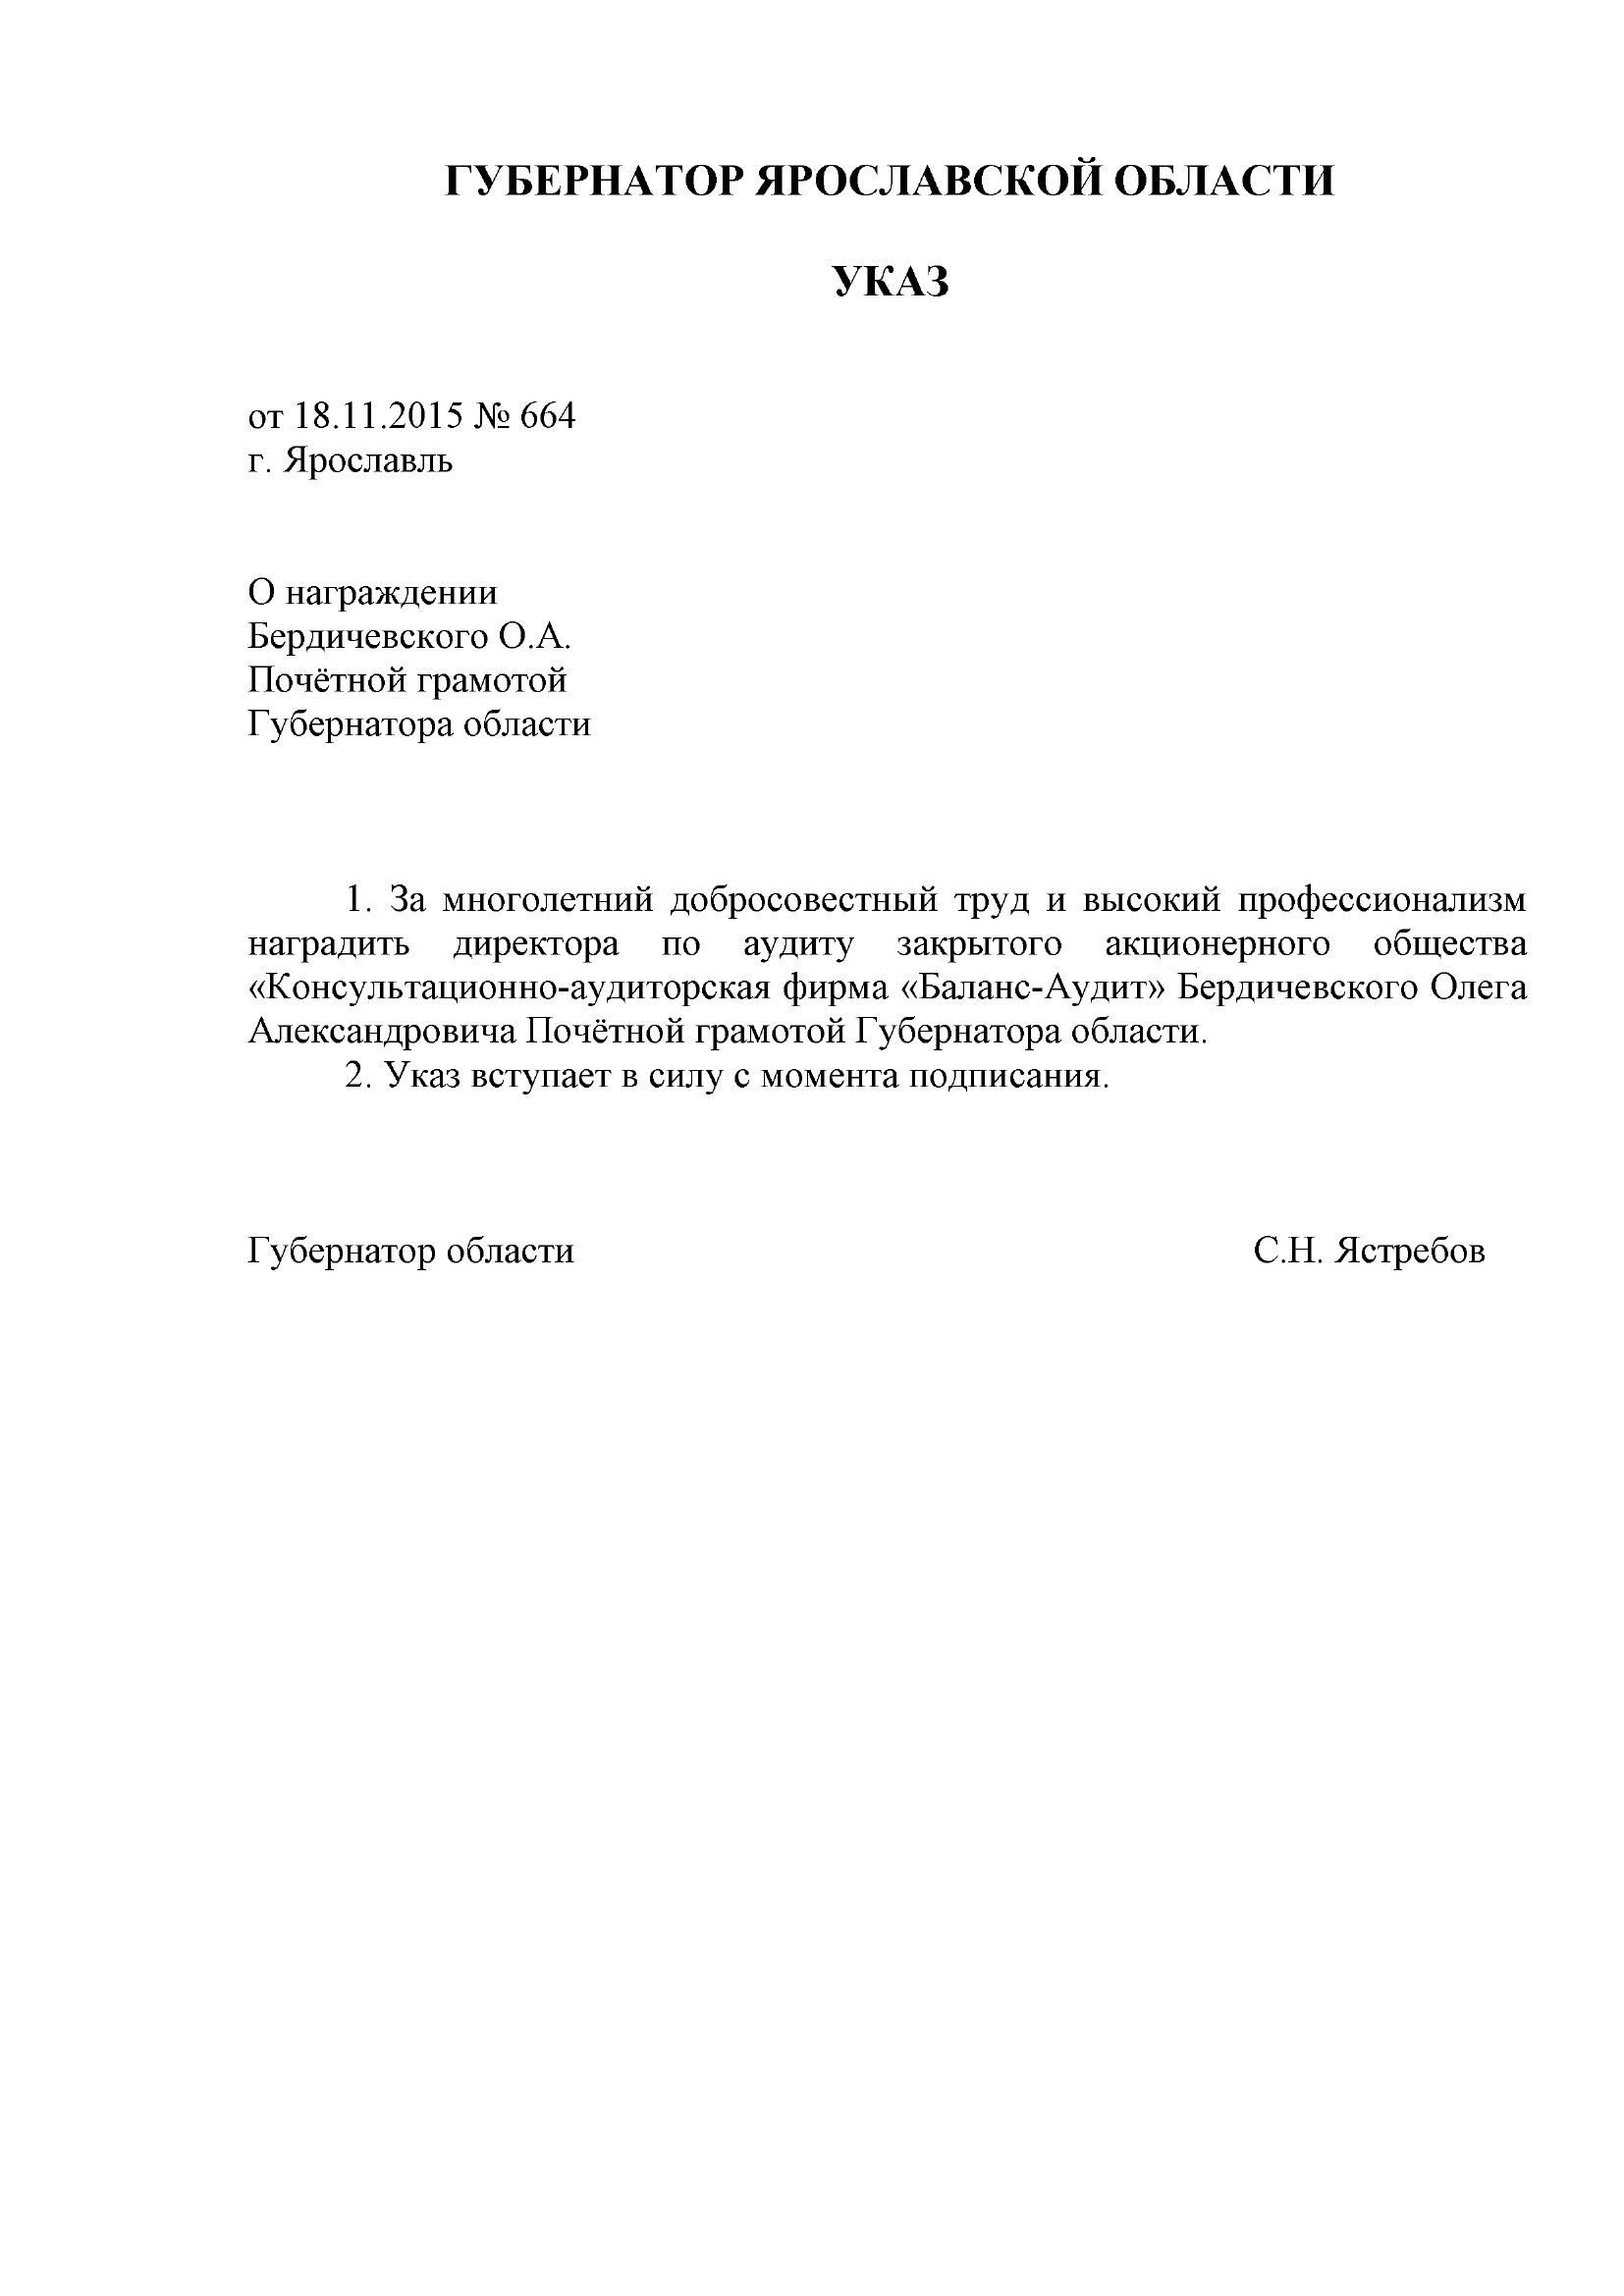 ГУБЕРНАТОР ЯРОСЛАВСКОЙ ОБЛАСТИ
УКАЗ
от 18.11.2015 № 664
г. Ярославль
О награждении
Бердичевского О.А.
Почётной грамотой
Губернатора области
1. За многолетний добросовестный труд и высокий профессионализм
наградить директора по аудиту закрытого акционерного общества
«Консультационно-аудиторская фирма «Баланс-Аудит» Бердичевского Олега
Александровича Почётной грамотой Губернатора области.
2. Указ вступает в силу с момента подписания.
Губернатор области С.Н. Ястребов